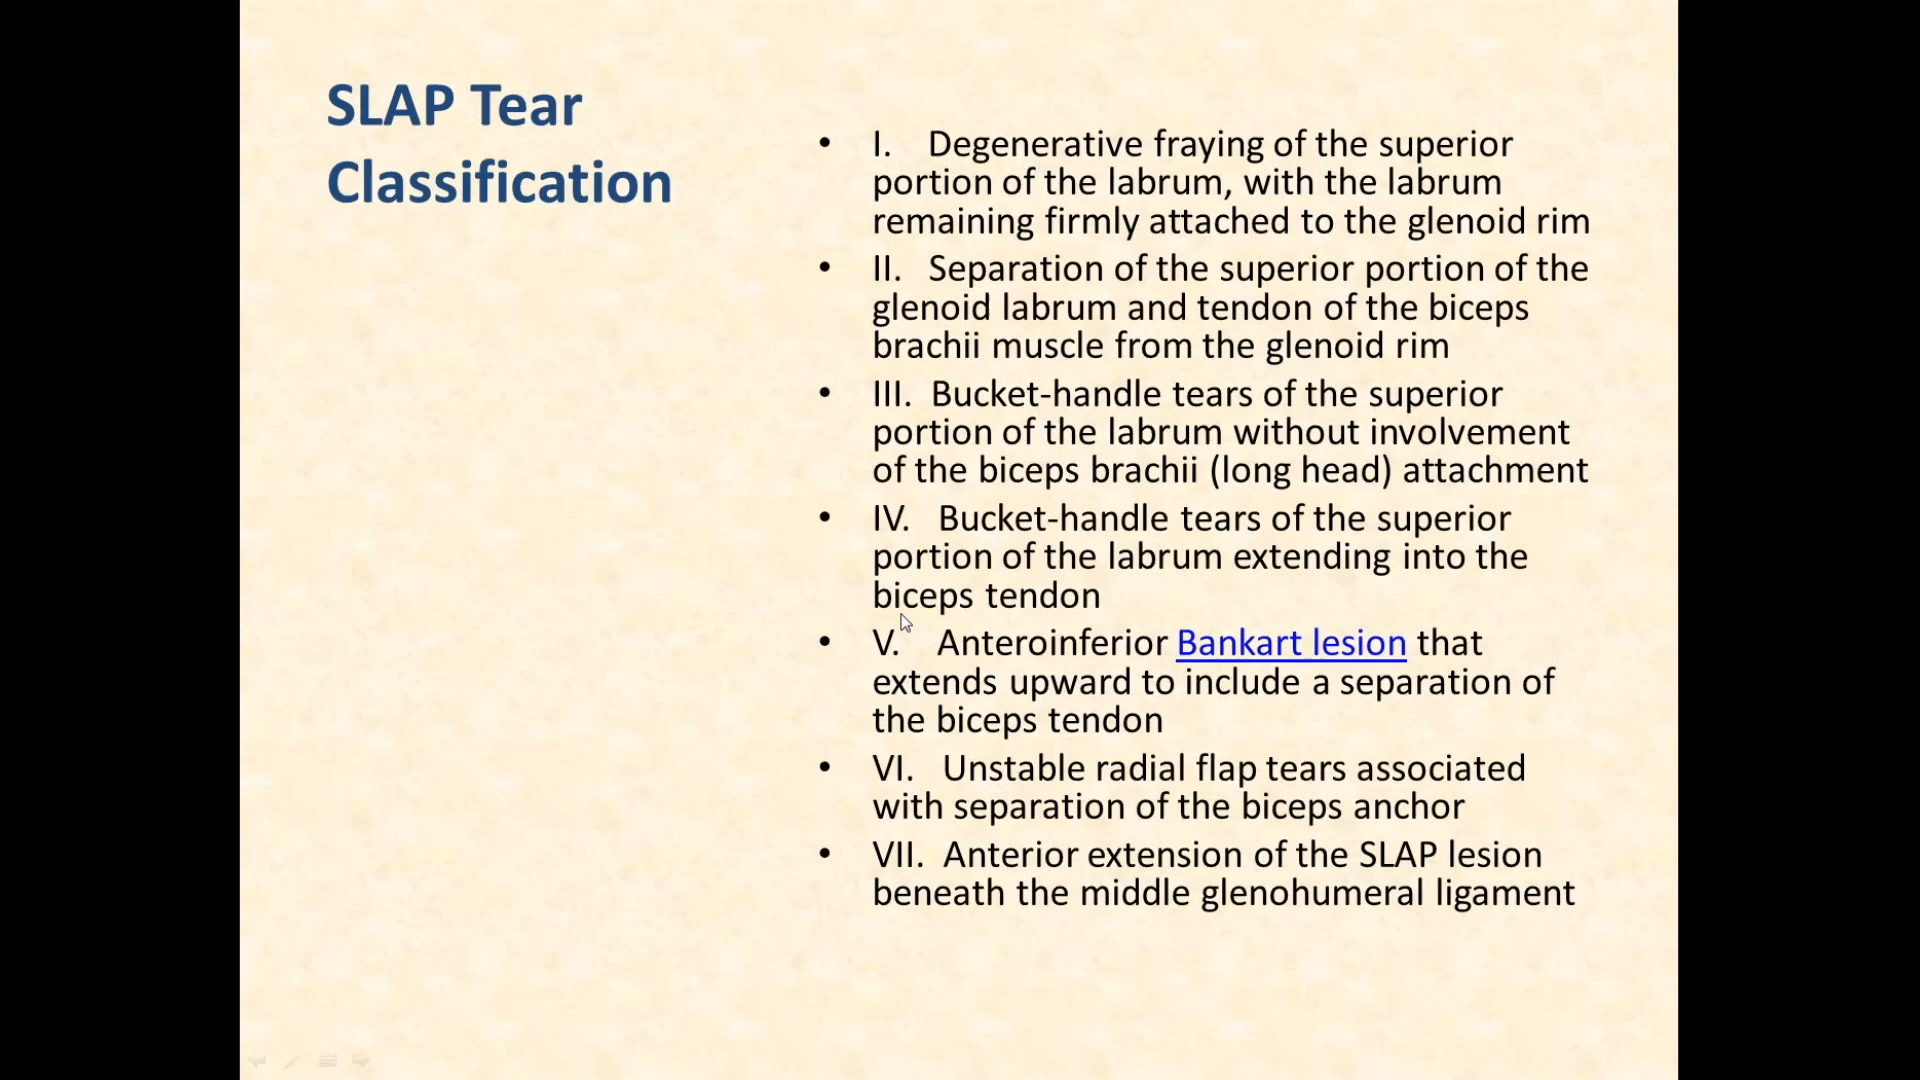 SLAP Tear
Classification
• I. Degenerative fraying of the superior
portion of the labrum, with the labrum
remaining firmly attached to the glenoid rim
• II. Separation of the superior portion of the
glenoid labrum and tendon of the biceps
brachii muscle from the glenoid rim
• III. Bucket-handle tears of the superior
portion of the labrum without involvement
of the biceps brachii (long head) attachment
• IV. Bucket-handle tears of the superior
portion of the labrum extending into the
biceps tendon
• V. Anteroinferior Bankart lesion that
extends upward to include a separation of
the biceps tendon
• VI. Unstable radial flap tears associated
with separation of the biceps anchor
• VII. Anterior extension of the SLAP lesion
beneath the middle glenohumeral ligament